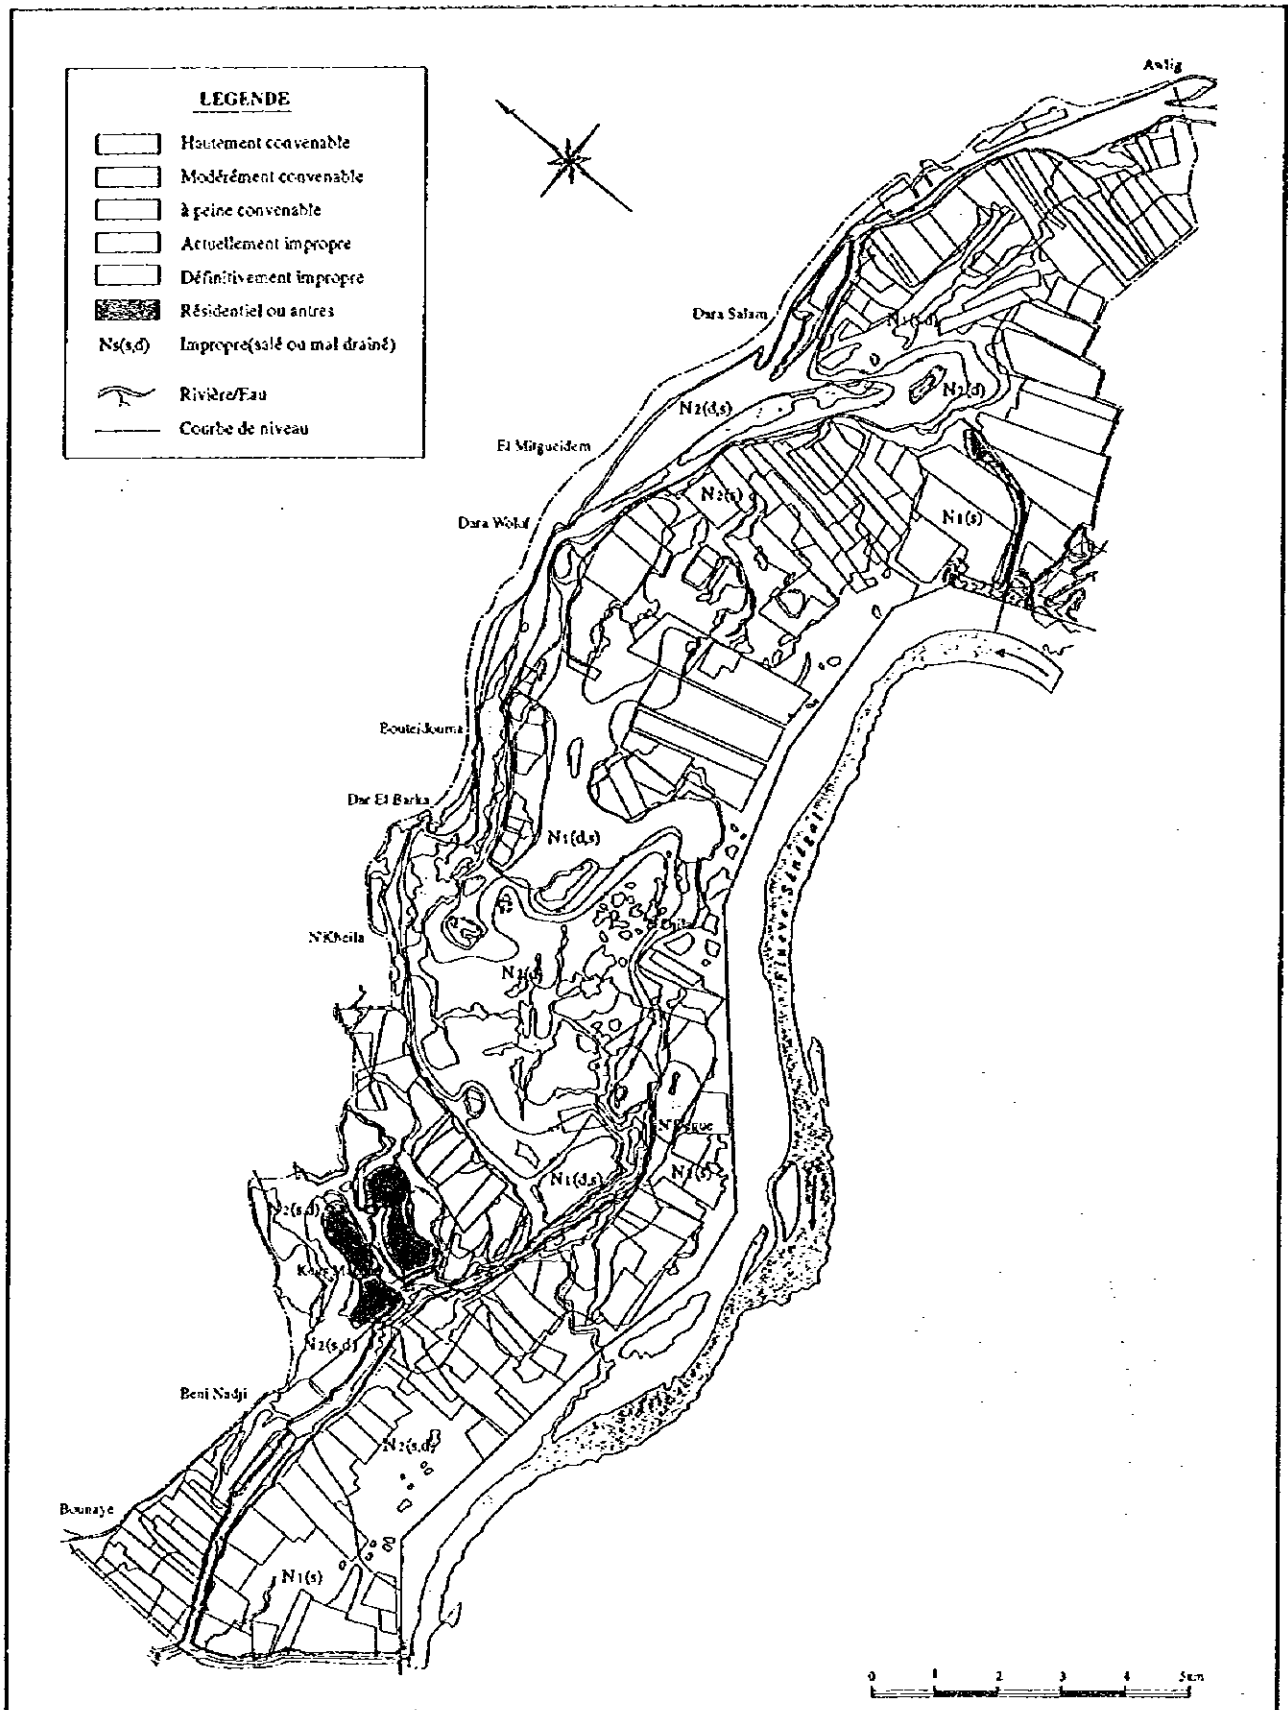 LEGENDE
Hautement convenable
Modérément convenable
à peine convenable
Actuellement impropre
Définitivement impropre
Résidentiel ou antres
Ns(s,d) Impropre(salé ou mal drainé)
Rivière/Eau
Courbe de niveau
Dara Salam
N2(d,s)
N2(d)
El Mitgueidem
N2(s)
Dara Wolof
N1(s)
Dar El Barka
N1(d,s)
Fleuve Sénégal
N'Kheila
N1(d,s)
N2(s,d)
N2(s,d)
Beni Nadji
N2(s,d)
Bounaye
N1(s)
0 1 2 3 4 5km